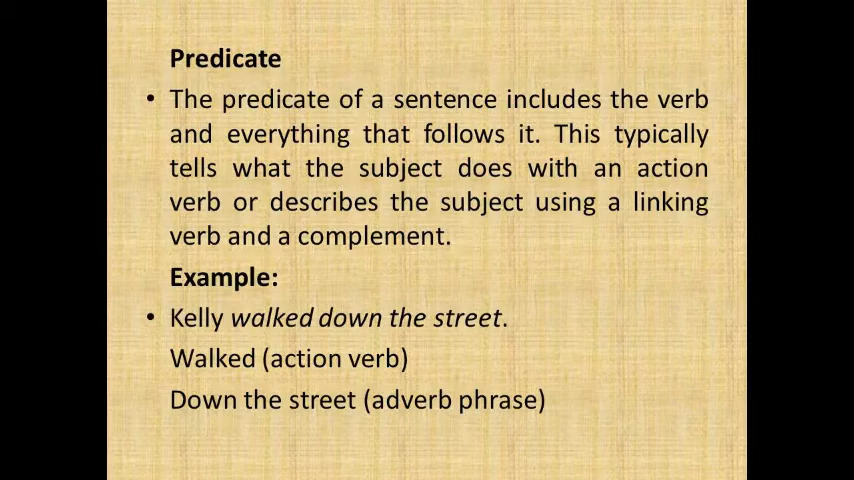 Predicate
• The predicate of a sentence includes the verb
and everything that follows it. This typically
tells what the subject does with an action
verb or describes the subject using a linking
verb and a complement.
Example:
• Kelly walked down the street.
Walked (action verb)
Down the street (adverb phrase)